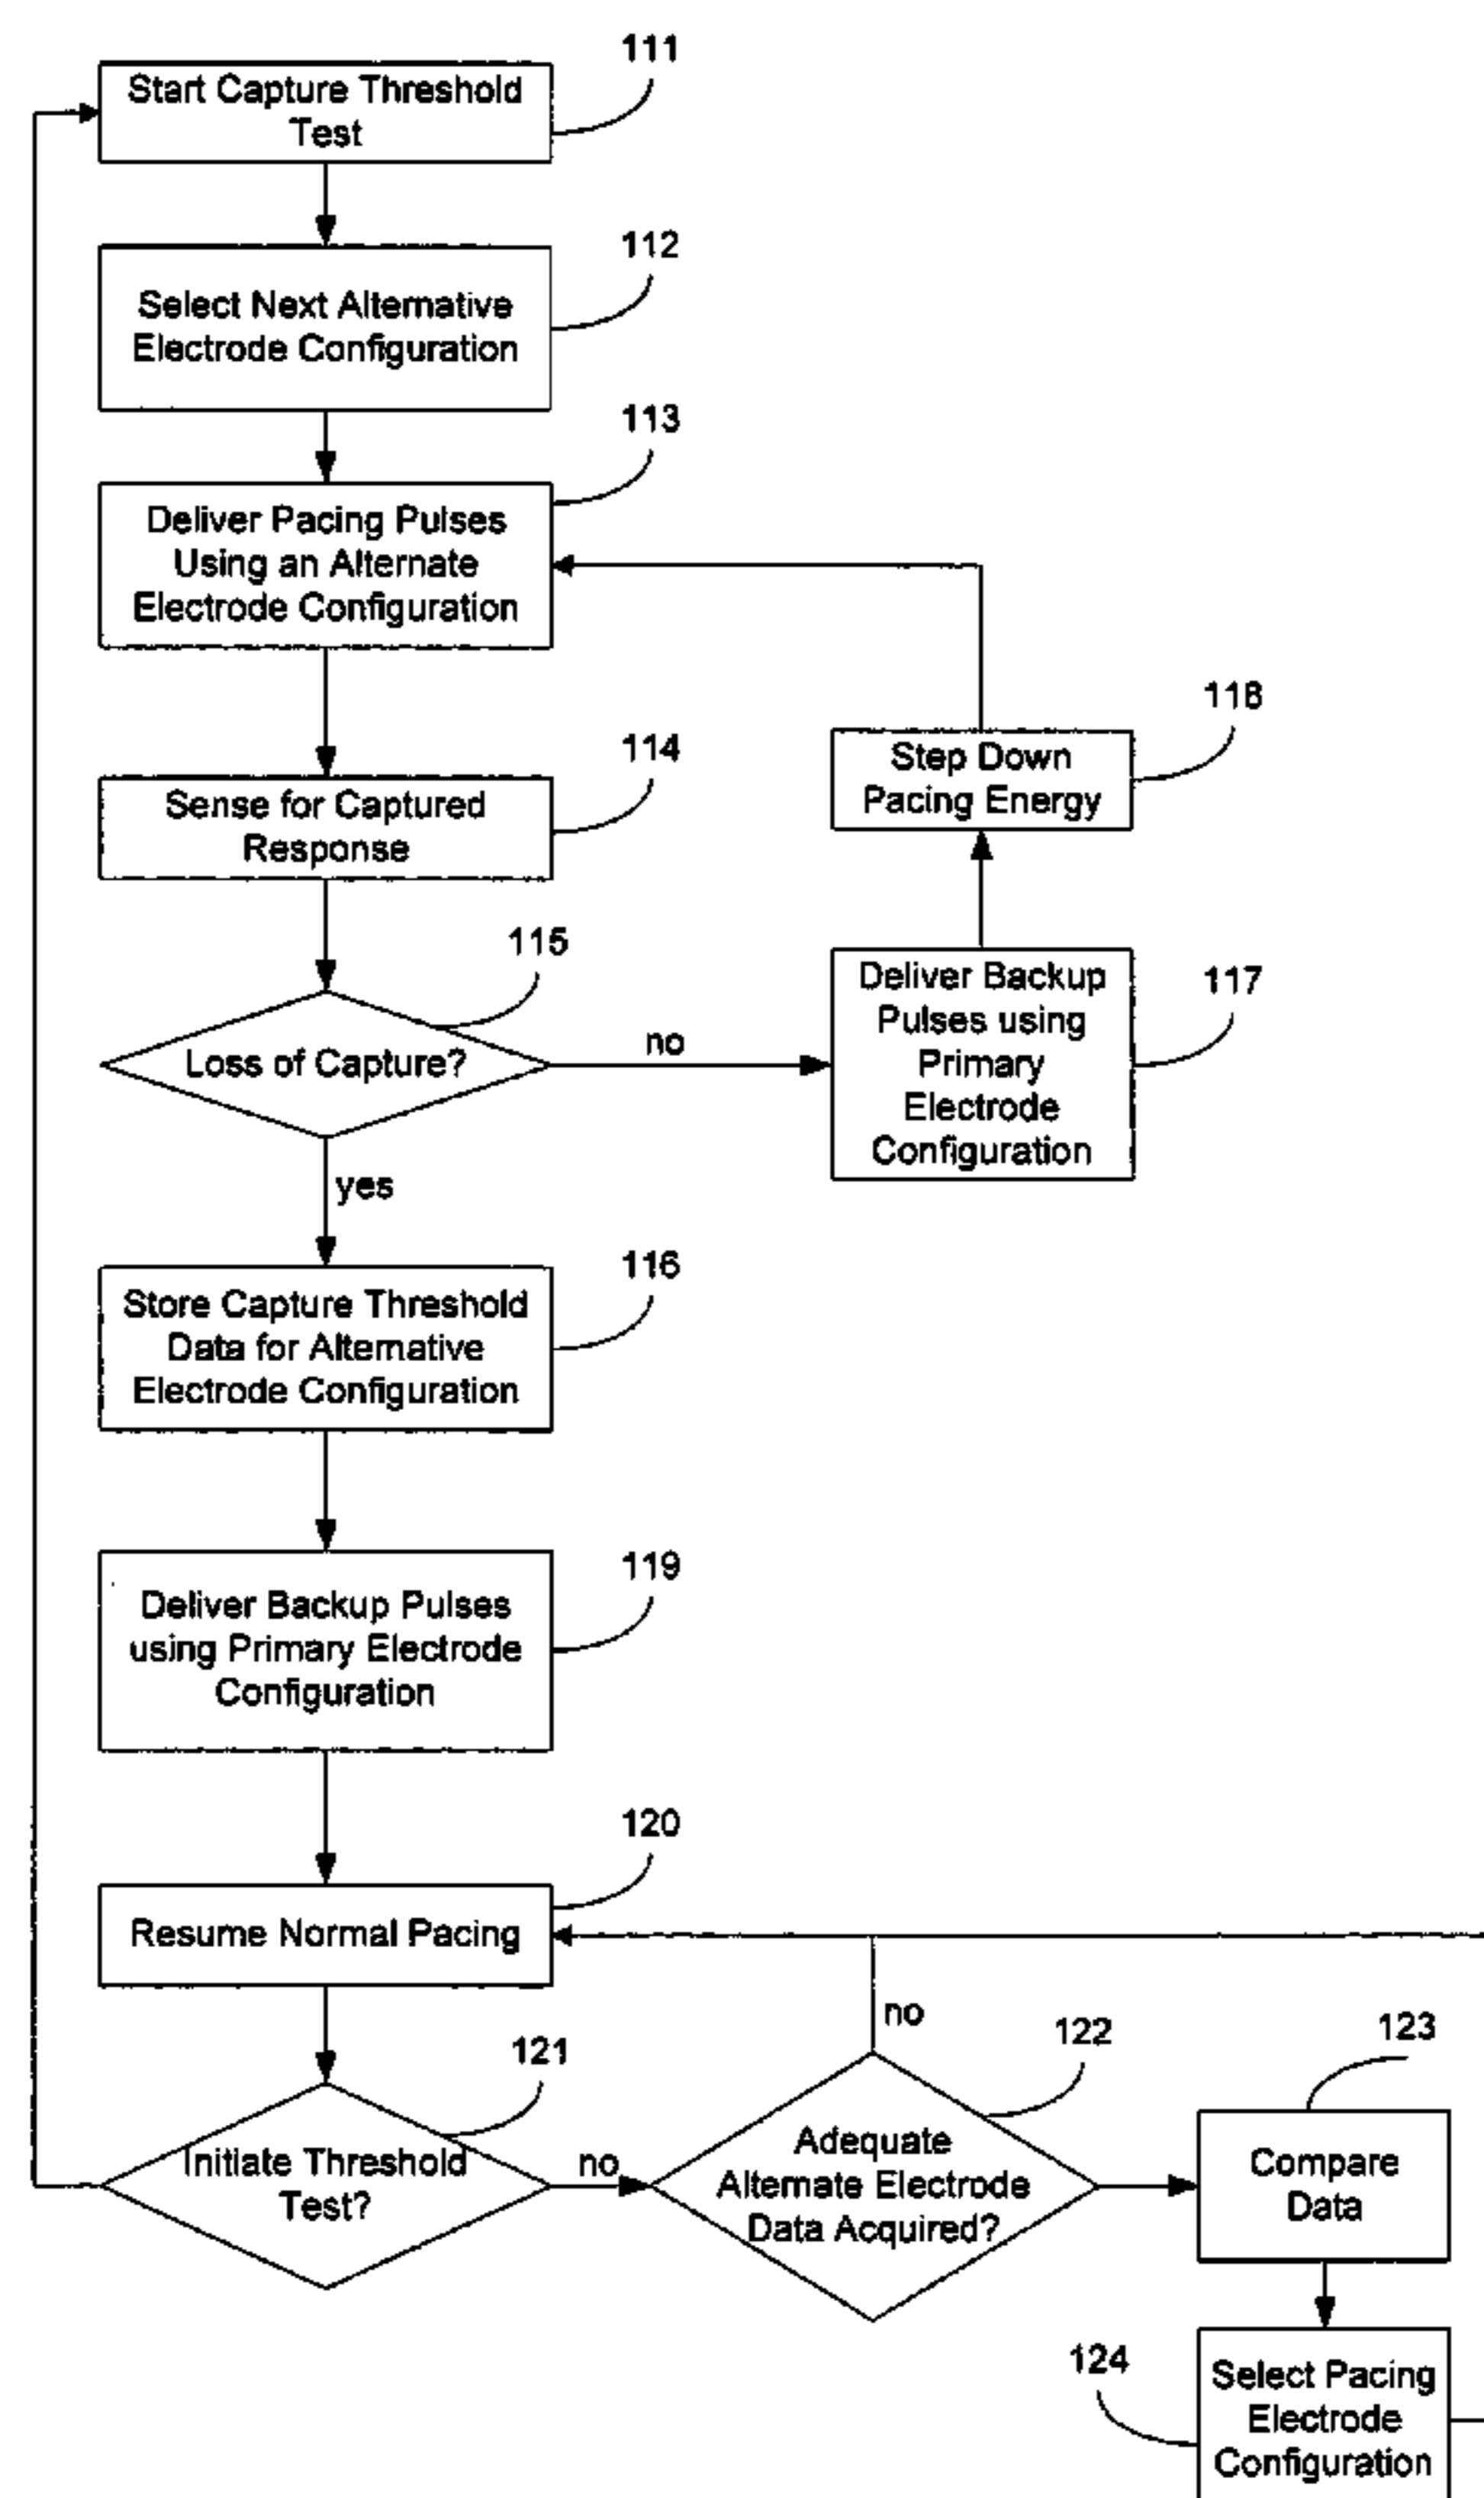 111
Start Capture Threshold
Test
112
Select Next Alternative
Electrode Configuration
113
Deliver Pacing Pulses
Using an Alternate
Electrode Configuration
118
Step Down
Pacing Energy
114
Sense for Captured
Response
115
Loss of Capture?
no
117
Deliver Backup
Pulses using
Primary
Electrode
Configuration
yes
116
Store Capture Threshold
Data for Alternative
Electrode Configuration
119
Deliver Backup Pulses
using Primary Electrode
Configuration
120
Resume Normal Pacing
no
121
Initiate Threshold
Test?
no
122
Adequate
Alternate Electrode
Data Acquired?
123
Compare
Data
124
Select Pacing
Electrode
Configuration